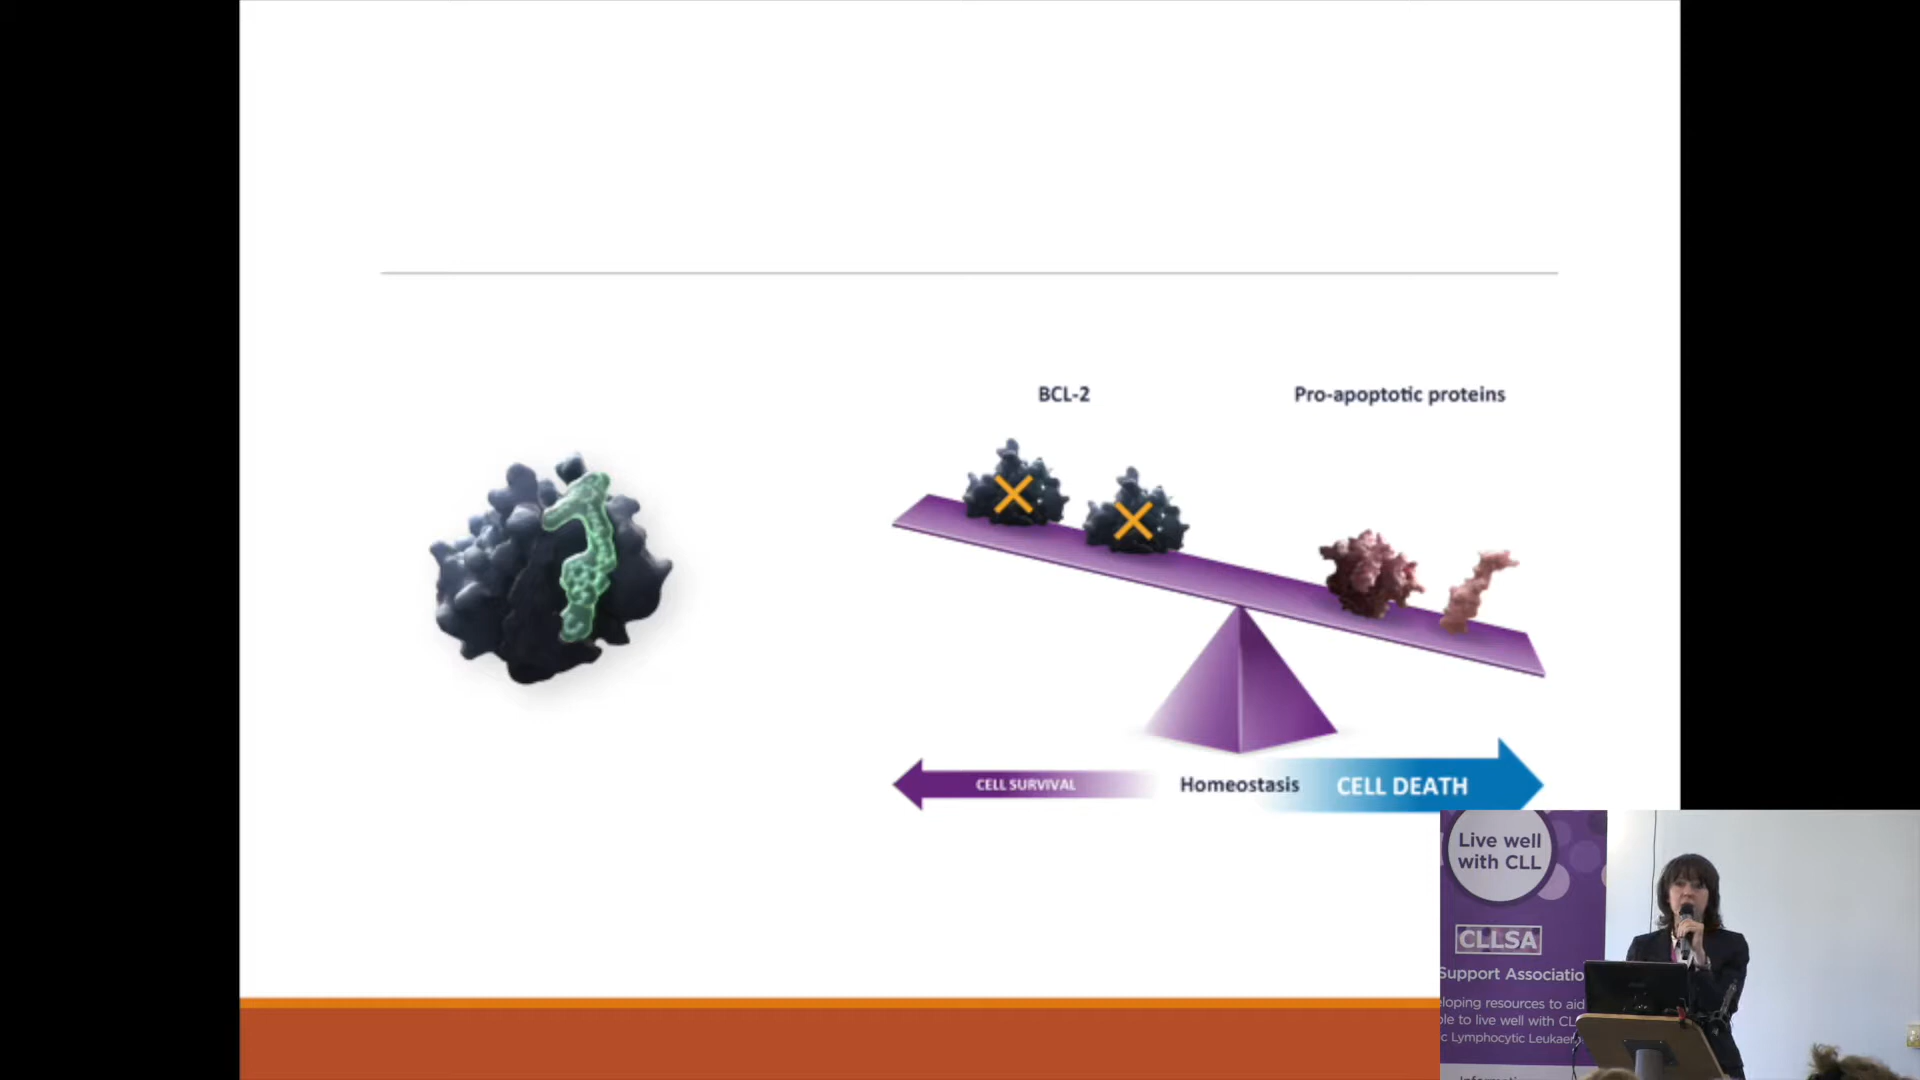 BCL-2
Pro-apoptotic proteins
CELL SURVIVAL
Homeostasis
CELL DEATH
Live well
with CLL
CLLSA
Support Associatio
loping resources to aid
le to live well with CL
c Lymphocytic Leukaem